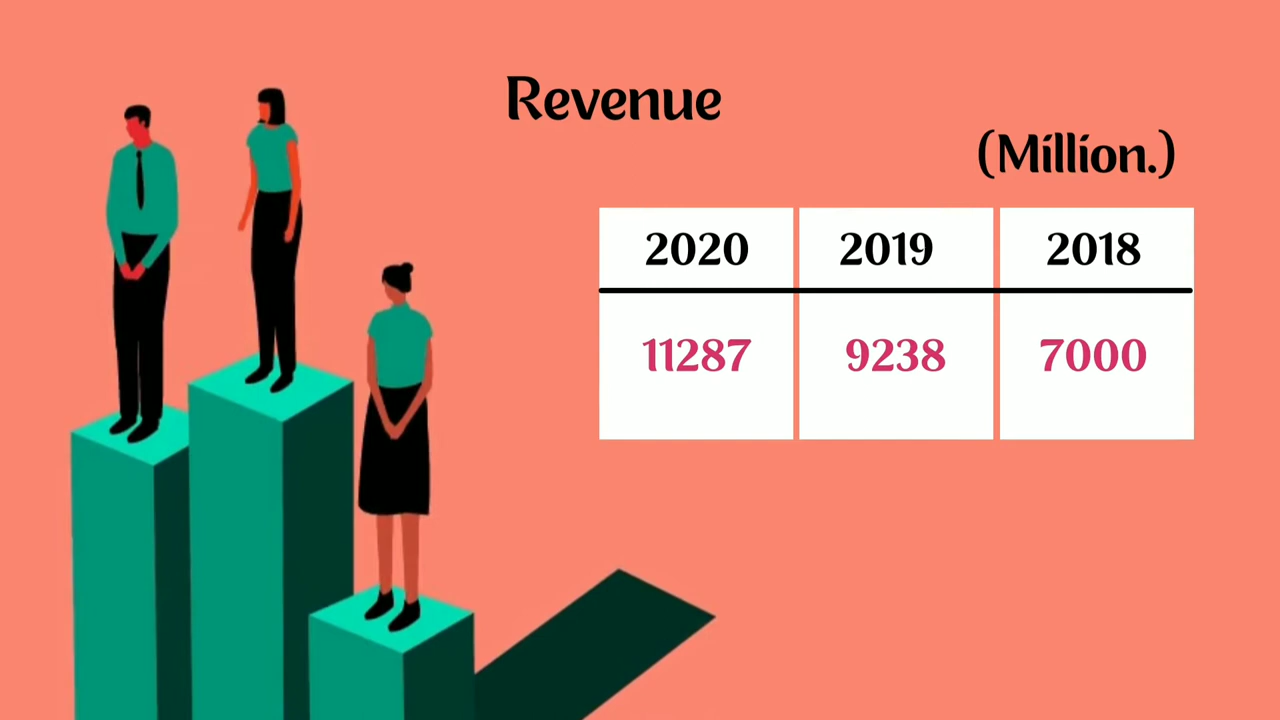 Revenue
(Million.)
2020 2019 2018
11287 9238 7000